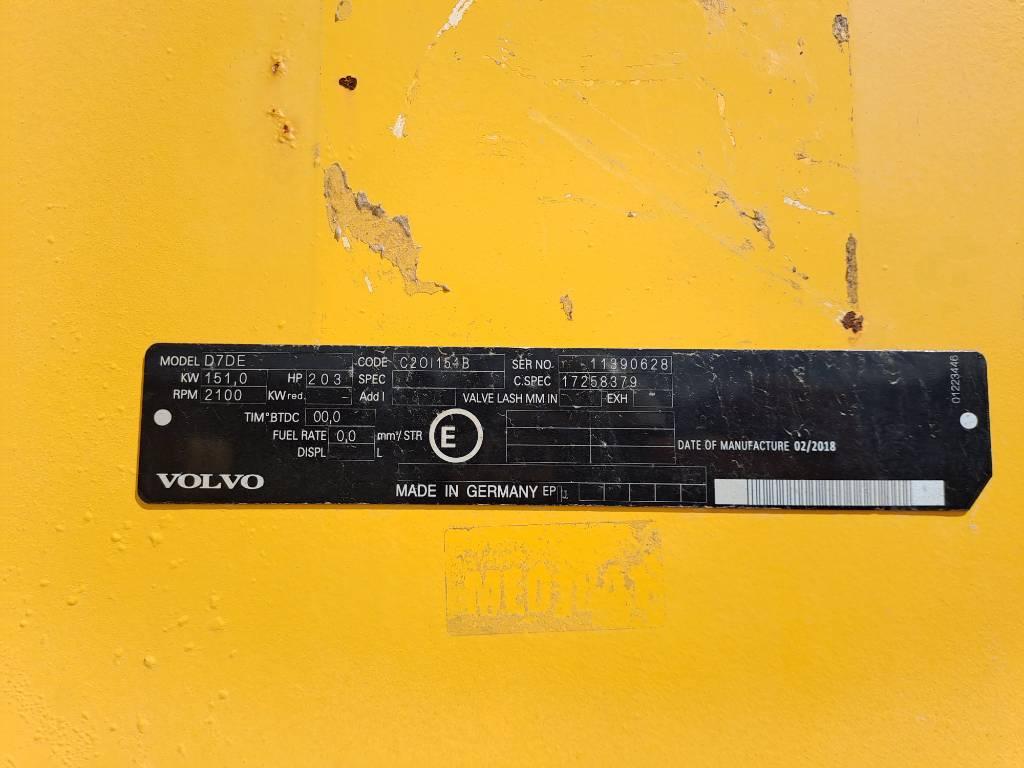 MODEL D7DE CODE C20I154B SER NO 11390628
KW 151,0 HP 203 SPEC C.SPEC 17258379
RPM 2100 KW red. - Add I VALVE LASH MM IN EXH -
TIM°BTDC 00,0
FUEL RATE 0,0 mm³/ STR E
DISPL L
DATE OF MANUFACTURE 02/2018
VOLVO
MADE IN GERMANY EP
01223446